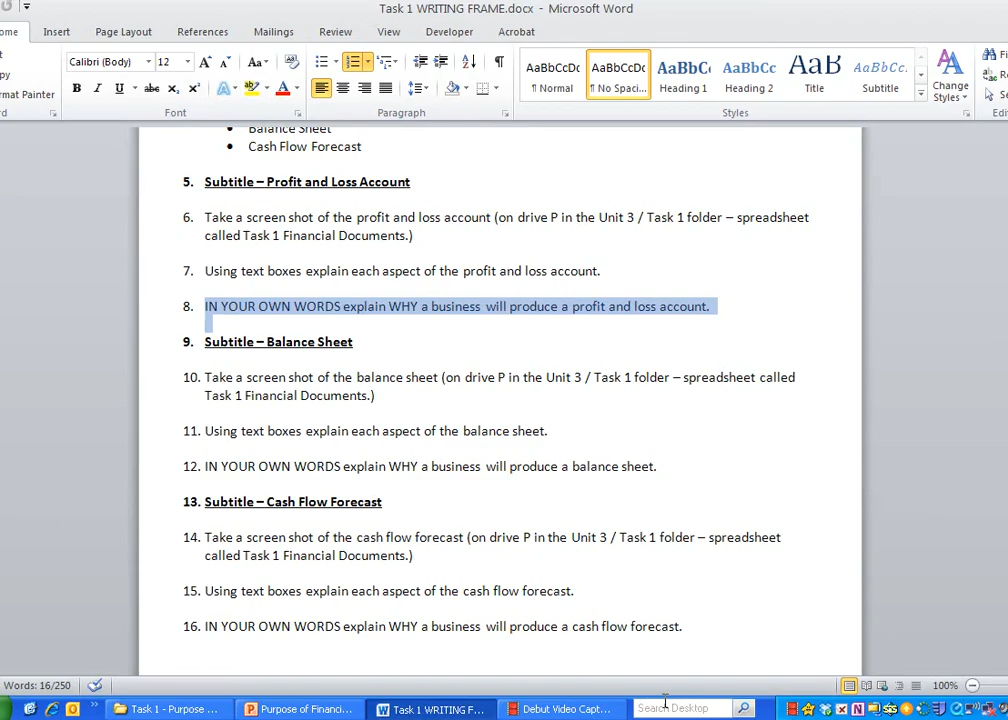 Task 1 WRITING FRAME.docx - Microsoft Word
ome Insert Page Layout References Mailings Review View Developer Acrobat
Calibri (Body) 12
Format Painter
Font Paragraph Styles
AaBbCcDc AaBbCcDc AaBbC AaBbCc AaB AaBbCc.
¶ Normal ¶ No Spaci... Heading 1 Heading 2 Title Subtitle
Change Styles
Balance Sheet
• Cash Flow Forecast
5. Subtitle – Profit and Loss Account
6. Take a screen shot of the profit and loss account (on drive P in the Unit 3 / Task 1 folder – spreadsheet
called Task 1 Financial Documents.)
7. Using text boxes explain each aspect of the profit and loss account.
8. IN YOUR OWN WORDS explain WHY a business will produce a profit and loss account.
9. Subtitle – Balance Sheet
10. Take a screen shot of the balance sheet (on drive P in the Unit 3 / Task 1 folder – spreadsheet called
Task 1 Financial Documents.)
11. Using text boxes explain each aspect of the balance sheet.
12. IN YOUR OWN WORDS explain WHY a business will produce a balance sheet.
13. Subtitle – Cash Flow Forecast
14. Take a screen shot of the cash flow forecast (on drive P in the Unit 3 / Task 1 folder – spreadsheet
called Task 1 Financial Documents.)
15. Using text boxes explain each aspect of the cash flow forecast.
16. IN YOUR OWN WORDS explain WHY a business will produce a cash flow forecast.
Words: 16/250 100%
Task 1 - Purpose ... Purpose of Financi... Task 1 WRITING F... Debut Video Capt... Search Desktop